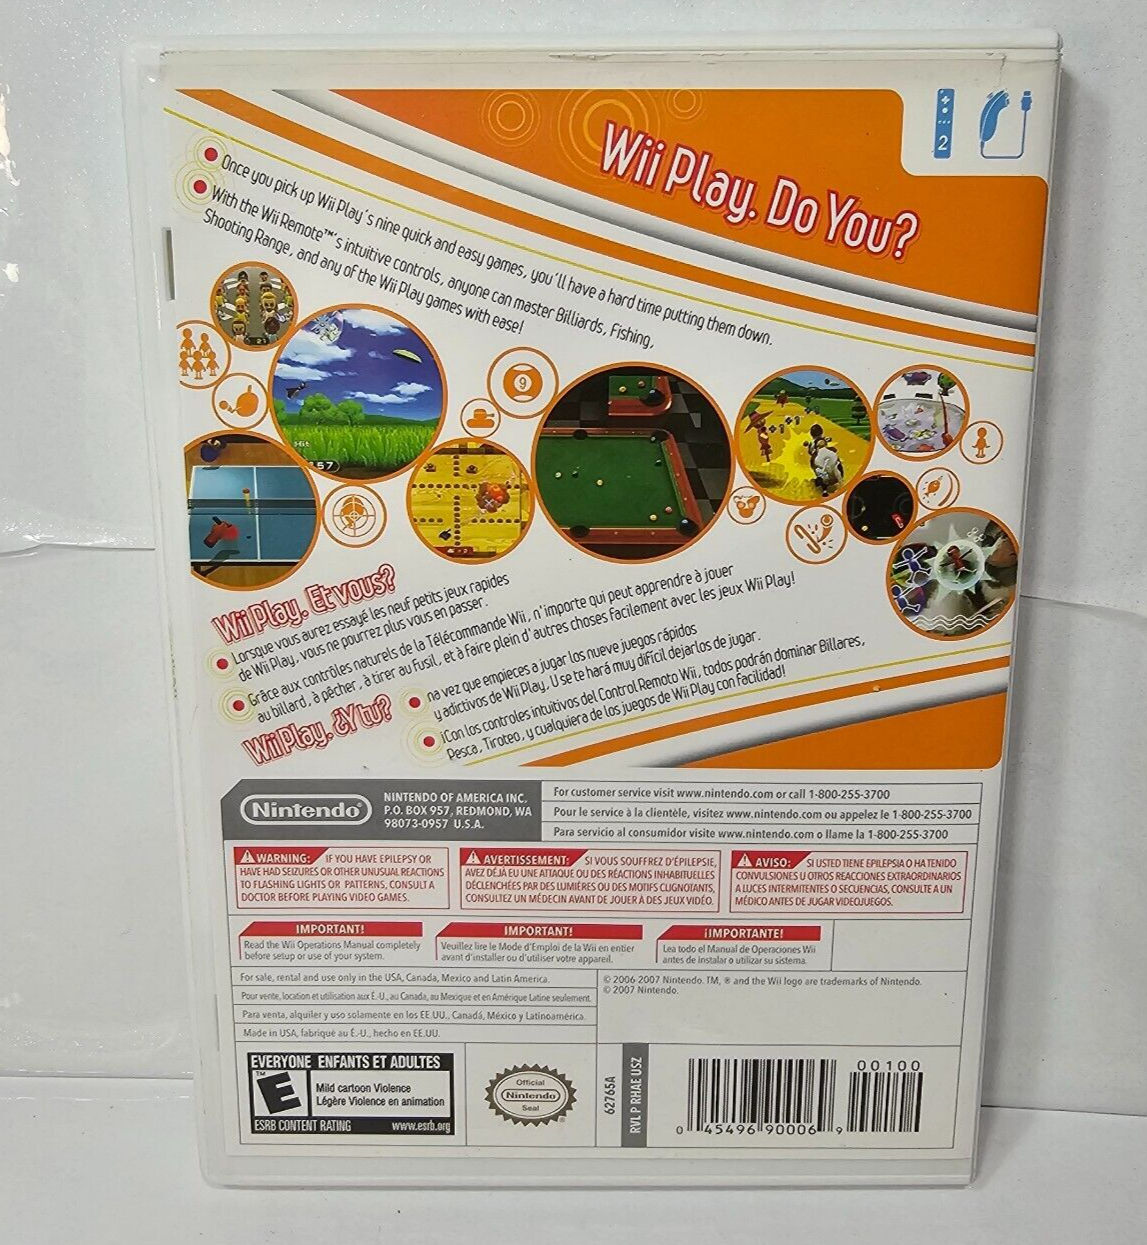 2
Wii Play. Do You?
Once you pick up Wii Play's nine quick and easy games, you'll have a hard time putting them down.
With the Wii Remote™'s intuitive controls, anyone can master Billiards, Fishing,
Shooting Range, and any of the Wii Play games with ease!
9
Hit
57
Wii Play. Et vous?
Lorsque vous aurez essayé les neuf petits jeux rapides
de Wii Play, vous ne pourrez plus vous en passer.
Grâce aux contrôles naturels de la Télécommande Wii, n'importe qui peut apprendre à jouer
au billard, à pêcher, à tirer au fusil, et à faire plein d'autres choses facilement avec les jeux Wii Play!
Wii Play. ¿Y tu?
na vez que empieces a jugar los nueve juegos rápidos
y adictivos de Wii Play, U se te hará muy difícil dejarlos de jugar.
¡Con los controles intuitivos del Control Remoto Wii, todos podrán dominar Billares,
Pesca, Tiroteo, y cualquiera de los juegos de Wii Play con facilidad!
Nintendo®
NINTENDO OF AMERICA INC.
P.O. BOX 957, REDMOND, WA
98073-0957 U.S.A.
For customer service visit www.nintendo.com or call 1-800-255-3700
Pour le service à la clientèle, visitez www.nintendo.com ou appelez le 1-800-255-3700
Para servicio al consumidor visite www.nintendo.com o llame la 1-800-255-3700
WARNING: IF YOU HAVE EPILEPSY OR
HAVE HAD SEIZURES OR OTHER UNUSUAL REACTIONS
TO FLASHING LIGHTS OR PATTERNS, CONSULT A
DOCTOR BEFORE PLAYING VIDEO GAMES.
AVERTISSEMENT: SI VOUS SOUFFREZ D'ÉPILEPSIE,
AVEZ DÉJÀ EU UNE ATTAQUE OU DES RÉACTIONS INHABITUELLES
DÉCLENCHÉES PAR DES LUMIÈRES OU DES MOTIFS CLIGNOTANTS,
CONSULTEZ UN MÉDECIN AVANT DE JOUER À DES JEUX VIDÉO.
AVISO: SI USTED TIENE EPILEPSIA O HA TENIDO
CONVULSIONES U OTROS REACCIONES EXTRAORDINARIOS
A LUCES INTERMITENTES O SECUENCIAS, CONSULTE A UN
MÉDICO ANTES DE JUGAR VIDEOJUEGOS.
IMPORTANT!
Read the Wii Operations Manual completely
before setup or use of your system.
IMPORTANT!
Veuillez lire le Mode d'Emploi de la Wii en entier
avant d'installer ou d'utiliser votre appareil.
¡IMPORTANTE!
Lea todo el Manual de Operaciones Wii
antes de instalar o utilizar su sistema.
For sale, rental and use only in the USA, Canada, Mexico and Latin America.
Pour vente, location et utilisation aux É.-U., au Canada, au Mexique et en Amérique Latine seulement.
Para venta, alquiler y uso solamente en los EE.UU., Canadá, México y Latinoamérica.
Made in USA, fabriqué au É.-U., hecho en EE.UU.
© 2006-2007 Nintendo. TM, ® and the Wii logo are trademarks of Nintendo.
© 2007 Nintendo.
EVERYONE ENFANTS ET ADULTES
TM
E
Mild cartoon Violence
Légère Violence en animation
ESRB CONTENT RATING www.esrb.org
Official
Nintendo
Seal
62765A
RVL P RHAE USZ
0 45496 90006 9
00100